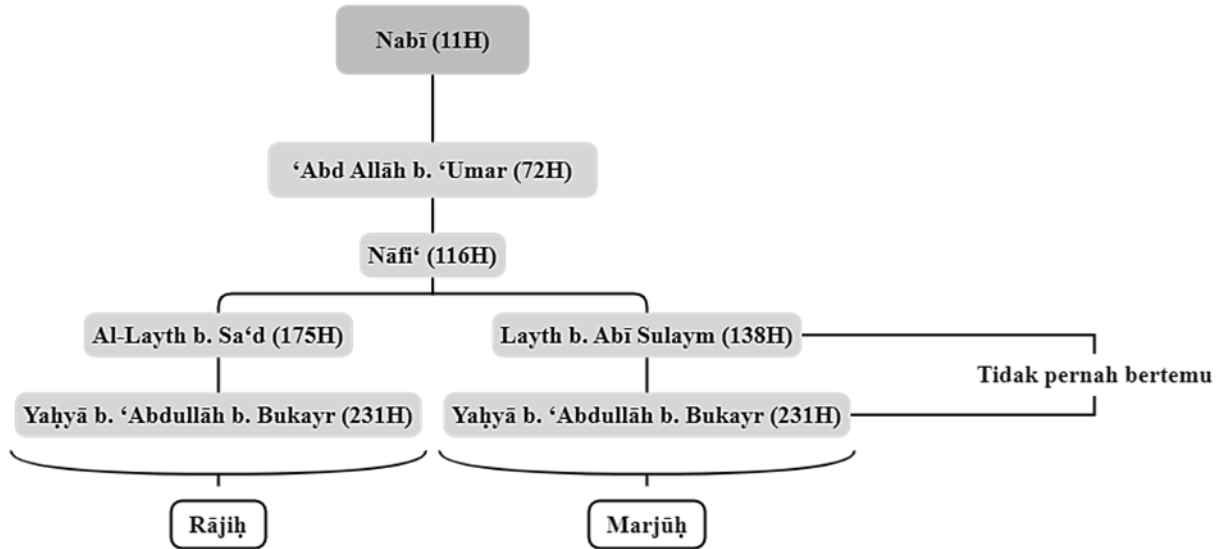 Nabī (11H)
‘Abd Allāh b. ‘Umar (72H)
Nāfi‘ (116H)
Al-Layth b. Sa‘d (175H)
Layth b. Abī Sulaym (138H)
Tidak pernah bertemu
Yaḥyā b. ‘Abdullāh b. Bukayr (231H)
Yaḥyā b. ‘Abdullāh b. Bukayr (231H)
Rājiḥ
Marjūḥ